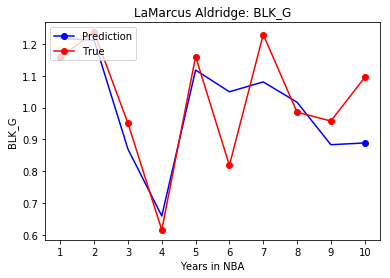 LaMarcus Aldridge: BLK_G
Prediction
True
1.2
1.1
1.0
0.9
0.8
0.7
0.6
BLK_G
1 2 3 4 5 6 7 8 9 10
Years in NBA